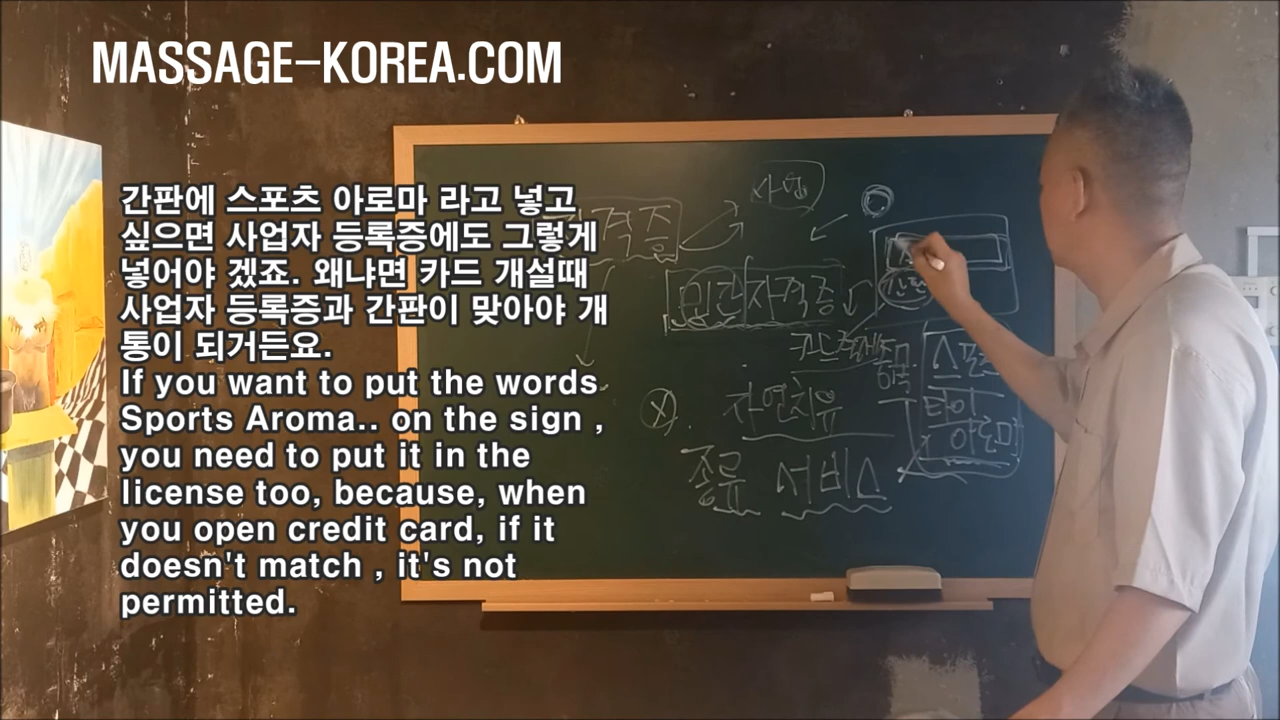 MASSAGE-KOREA.COM
간판에 스포츠 아로마 라고 넣고
싶으면 사업자 등록증에도 그렇게
넣어야 겠죠. 왜냐면 카드 개설때
사업자 등록증과 간판이 맞아야 개
통이 되거든요.
If you want to put the words
Sports Aroma.. on the sign ,
you need to put it in the
license too, because, when
you open credit card, if it
doesn't match , it's not
permitted.
사업
격증
민간자격증
간판
종목
스포츠
타이
아로마
자연치유
종류 서비스